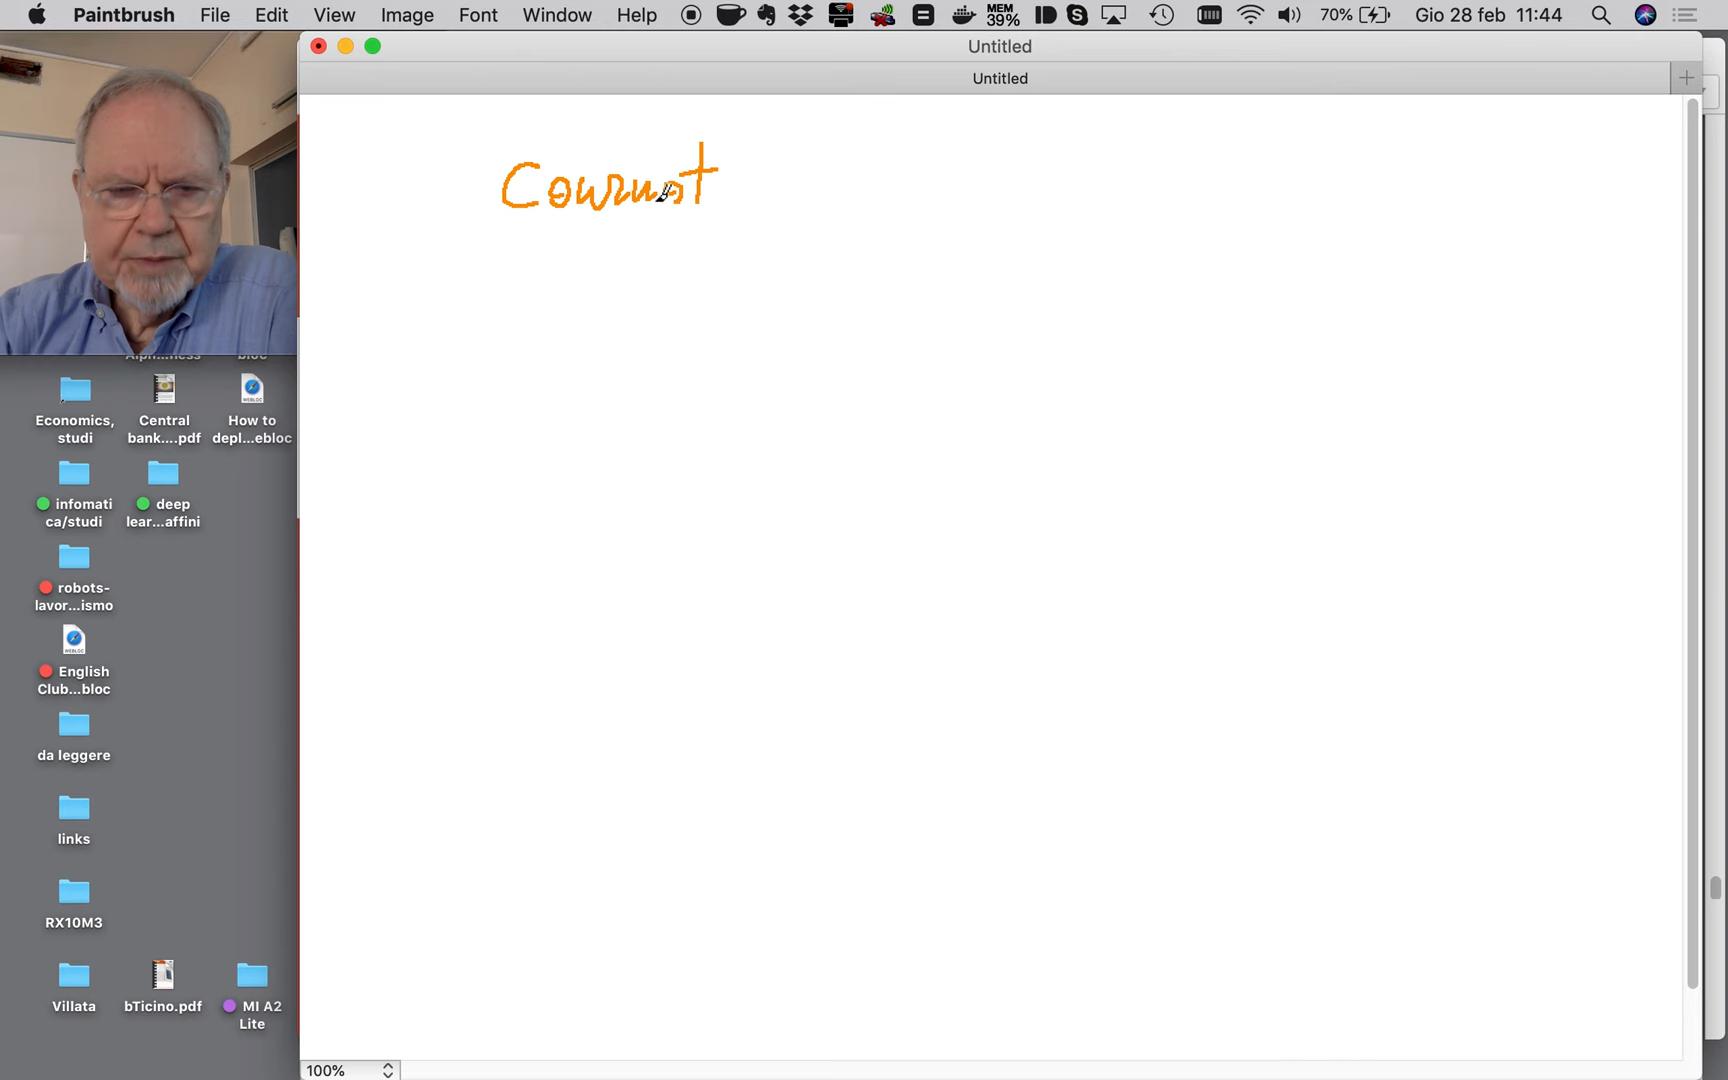 Paintbrush File Edit View Image Font Window Help MEM 39% 70% Gio 28 feb 11:44
Untitled
Untitled
Cournot
Economics, studi
Central bank....pdf
How to depl...ebloc
infomati ca/studi
deep lear...affini
robots-lavor...ismo
WEBLOC
English Club...bloc
da leggere
links
RX10M3
Villata
bTicino.pdf
MI A2 Lite
100%